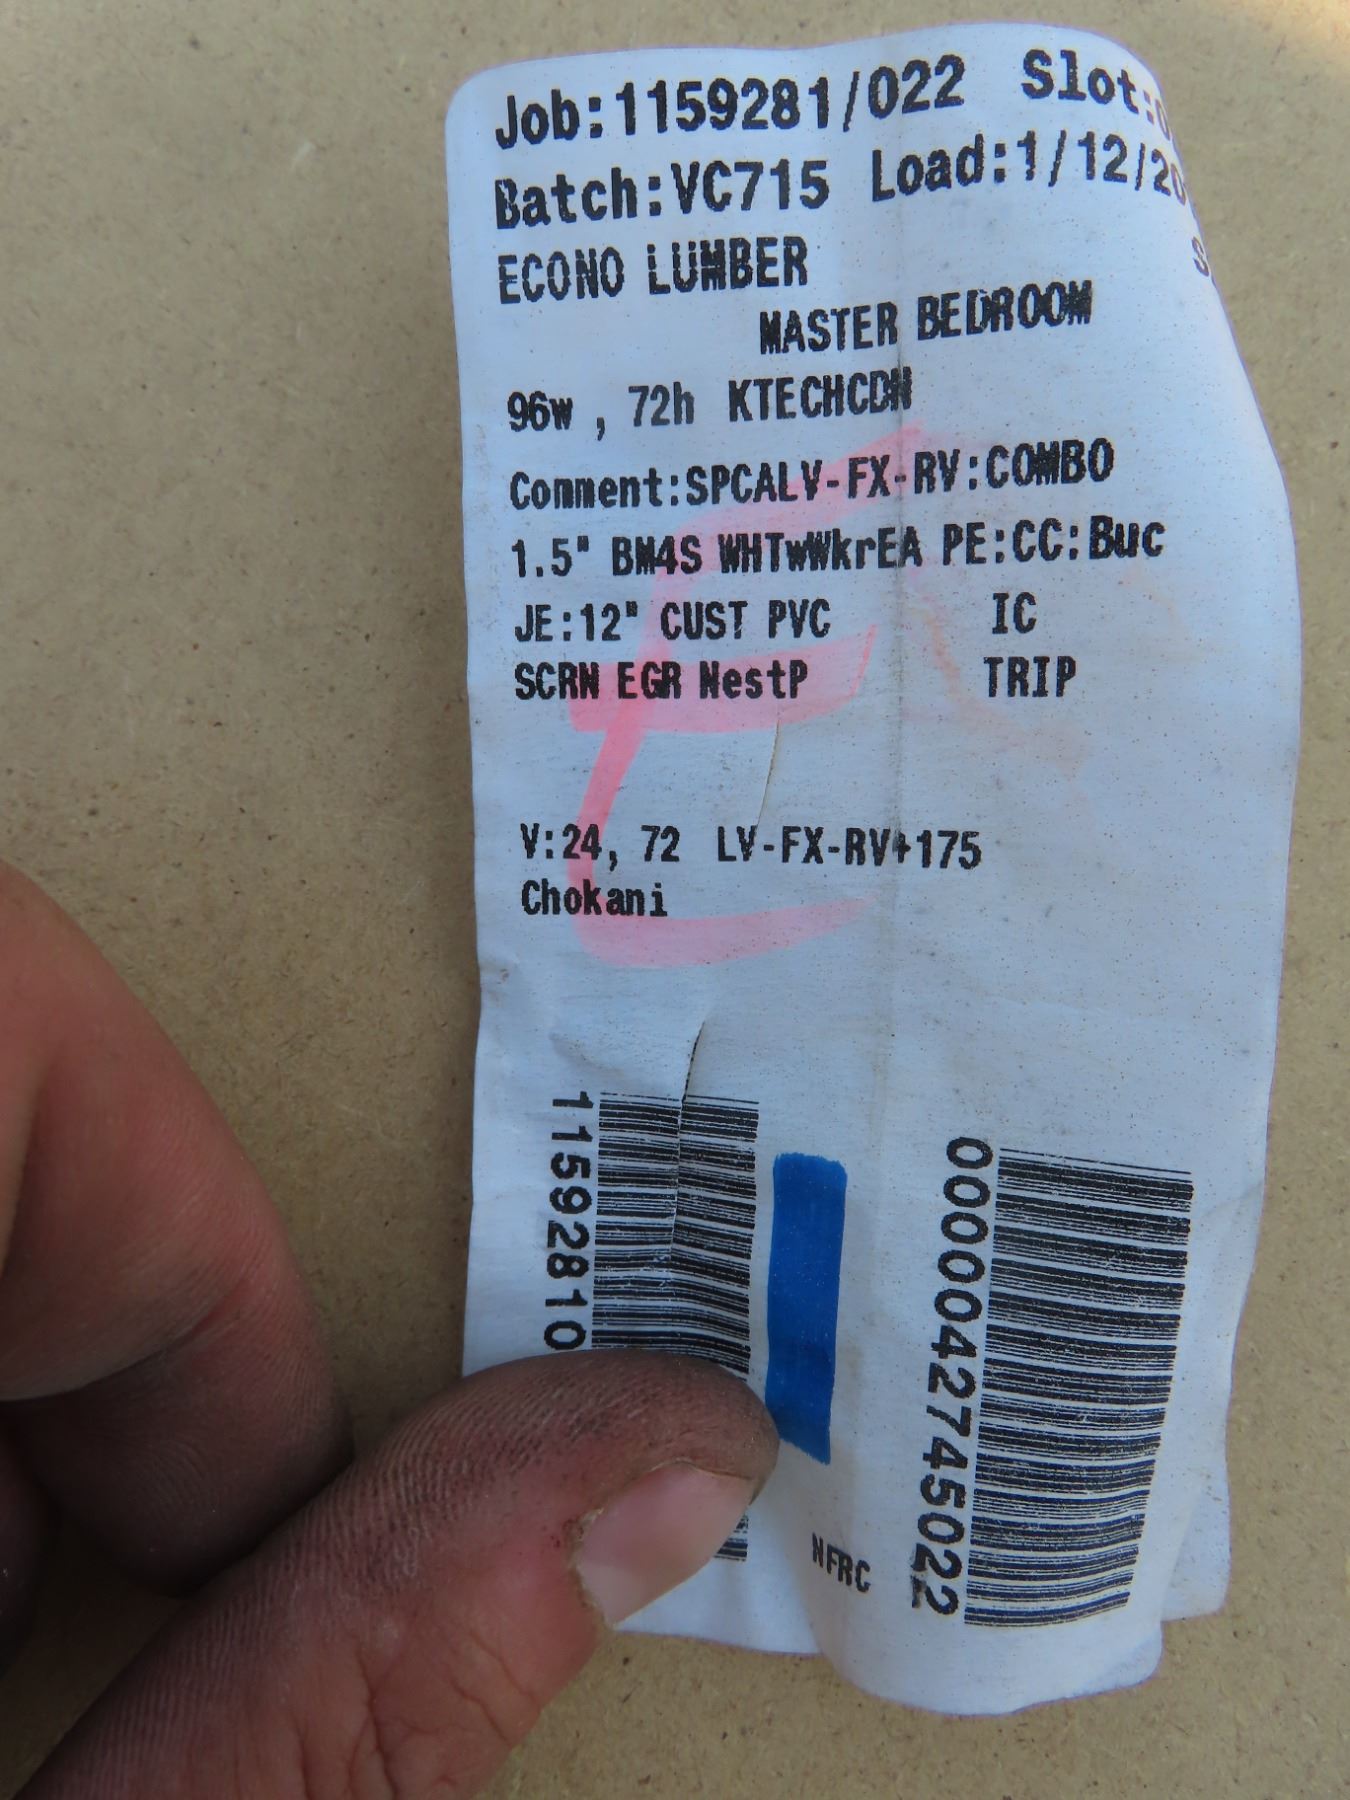 Job:1159281/022 Slot:
Batch:VC715 Load:1/12/20
ECONO LUMBER
MASTER BEDROOM
96w , 72h KTECHCDN
Comment:SPCALV-FX-RV:COMBO
1.5" BM4S WHTwWkrEA PE:CC:Buc
JE:12" CUST PVC IC
SCRN EGR NestP TRIP
V:24, 72 LV-FX-RV+175
Chokani
11592810
0000042745022
NFRC